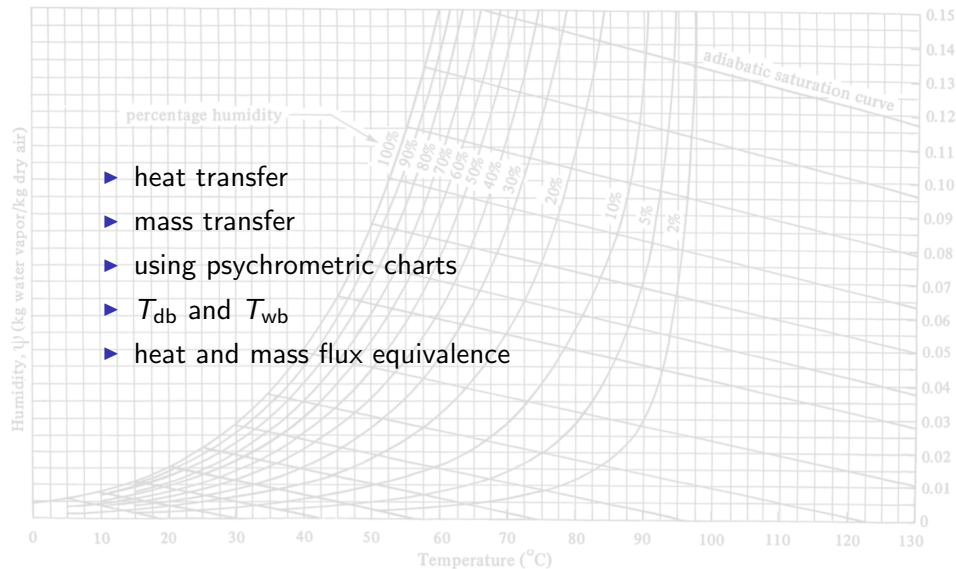 0.15
0.14
adiabatic saturation curve
0.13
percentage humidity
0.12
100%
90%
80%
70%
60%
50%
40%
30%
20%
10%
5%
2%
0.11
▶ heat transfer
0.10
▶ mass transfer
0.09
▶ using psychrometric charts
0.08
0.07
▶ T_db and T_wb
0.06
▶ heat and mass flux equivalence
0.05
0.04
0.03
0.02
0.01
0
Humidity, ψ (kg water vapor/kg dry air)
0 10 20 30 40 50 60 70 80 90 100 110 120 130
Temperature (°C)